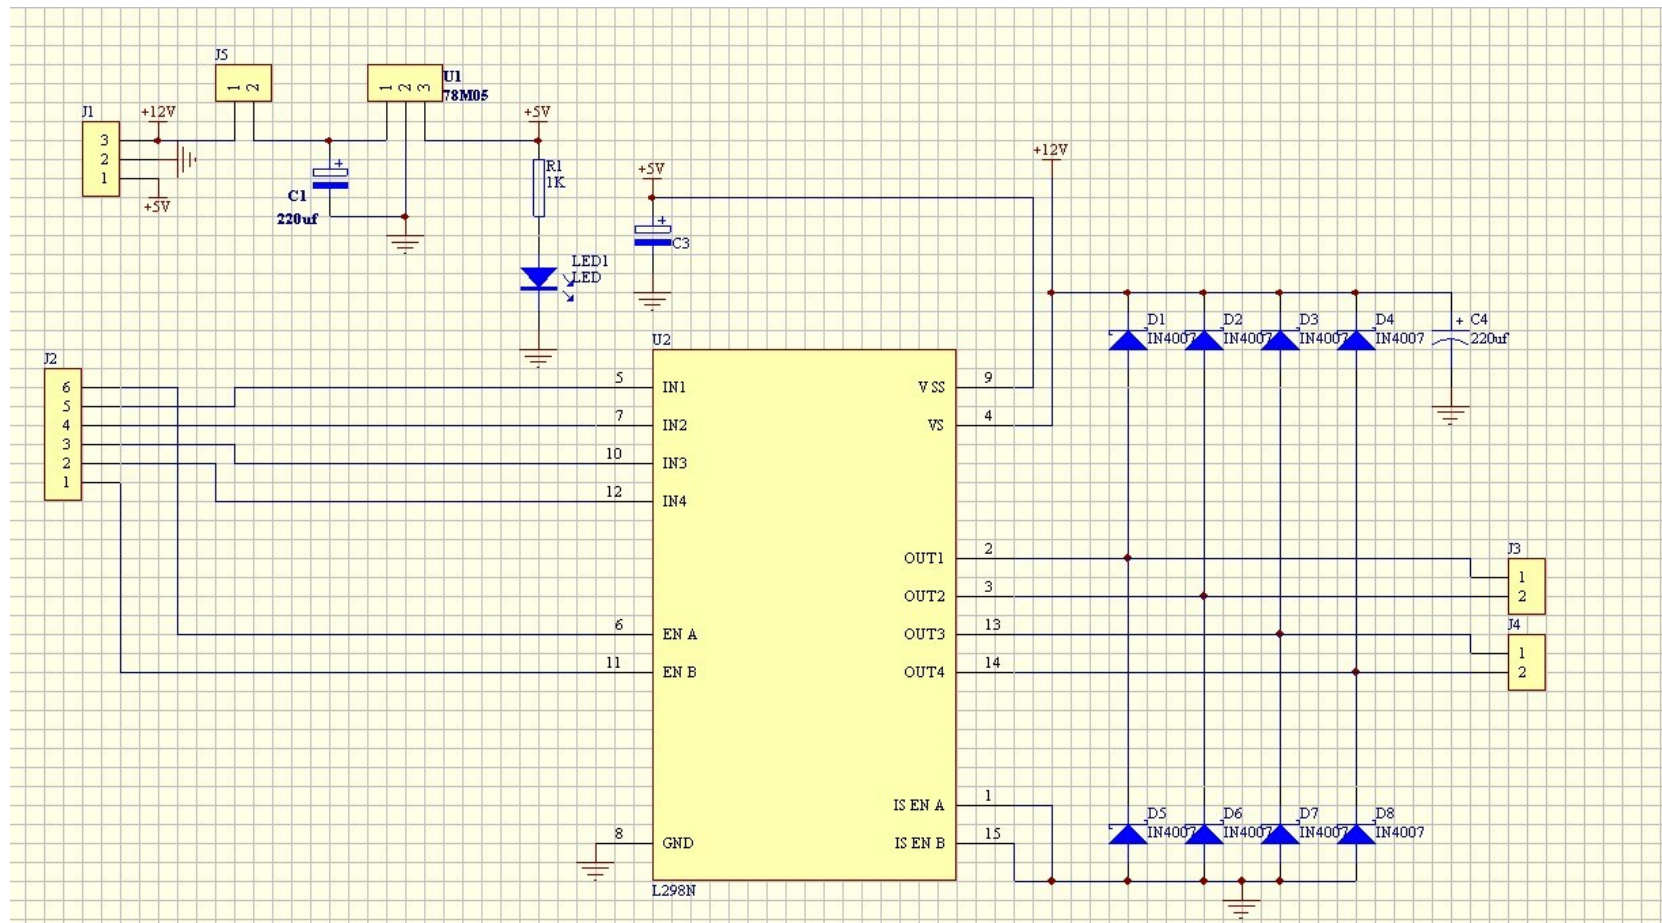 J5
1 2
1 2 3
U1
78M05
J1
+12V
3
2
1
+5V
+
C1
220uf
+5V
R1
1K
LED1
LED
+5V
+
C3
+12V
D1
IN4007
D2
IN4007
D3
IN4007
D4
IN4007
+ C4
220uf
J2
6
5
4
3
2
1
U2
5 IN1
7 IN2
10 IN3
12 IN4
6 EN A
11 EN B
8 GND
V SS 9
VS 4
OUT1 2
OUT2 3
OUT3 13
OUT4 14
IS EN A 1
IS EN B 15
L298N
J3
1
2
J4
1
2
D5
IN4007
D6
IN4007
D7
IN4007
D8
IN4007